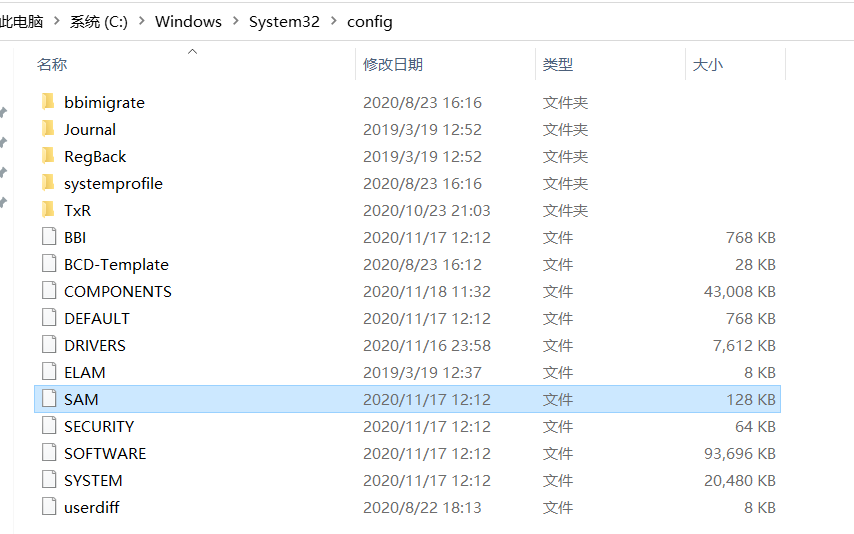 此电脑 > 系统 (C:) > Windows > System32 > config
名称 修改日期 类型 大小
bbimigrate 2020/8/23 16:16 文件夹
Journal 2019/3/19 12:52 文件夹
RegBack 2019/3/19 12:52 文件夹
systemprofile 2020/8/23 16:16 文件夹
TxR 2020/10/23 21:03 文件夹
BBI 2020/11/17 12:12 文件 768 KB
BCD-Template 2020/8/23 16:12 文件 28 KB
COMPONENTS 2020/11/18 11:32 文件 43,008 KB
DEFAULT 2020/11/17 12:12 文件 768 KB
DRIVERS 2020/11/16 23:58 文件 7,612 KB
ELAM 2019/3/19 12:37 文件 8 KB
SAM 2020/11/17 12:12 文件 128 KB
SECURITY 2020/11/17 12:12 文件 64 KB
SOFTWARE 2020/11/17 12:12 文件 93,696 KB
SYSTEM 2020/11/17 12:12 文件 20,480 KB
userdiff 2020/8/22 18:13 文件 8 KB